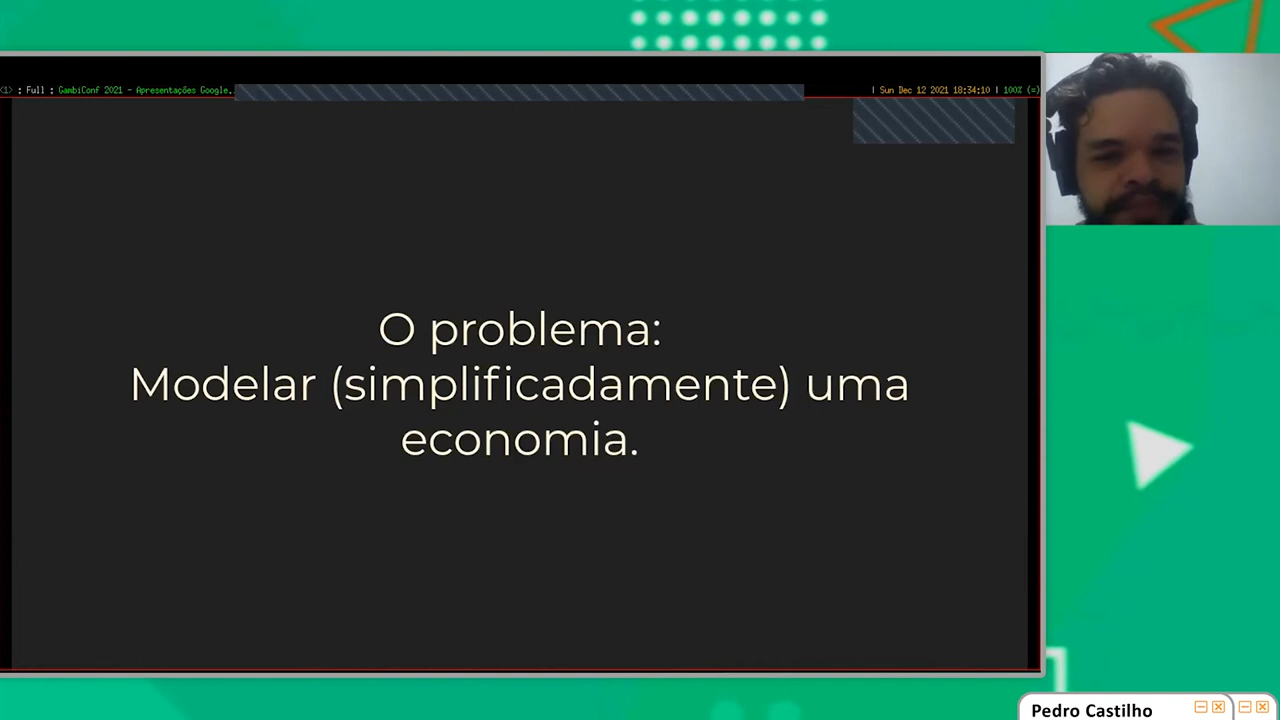 <1> : Full : GambiConf 2021 - Apresentações Google.
| Sun Dec 12 2021 18:34:10 | 100% (=)
O problema:
Modelar (simplificadamente) uma
economia.
Pedro Castilho